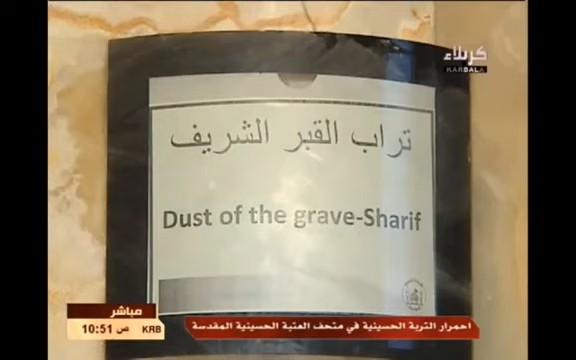 كربلاء
KARBALA
تراب القبر الشريف
Dust of the grave-Sharif
مباشر
10:51 ص KRB
احمرار التربة الحسينية في متحف العتبة الحسينية المقدسة